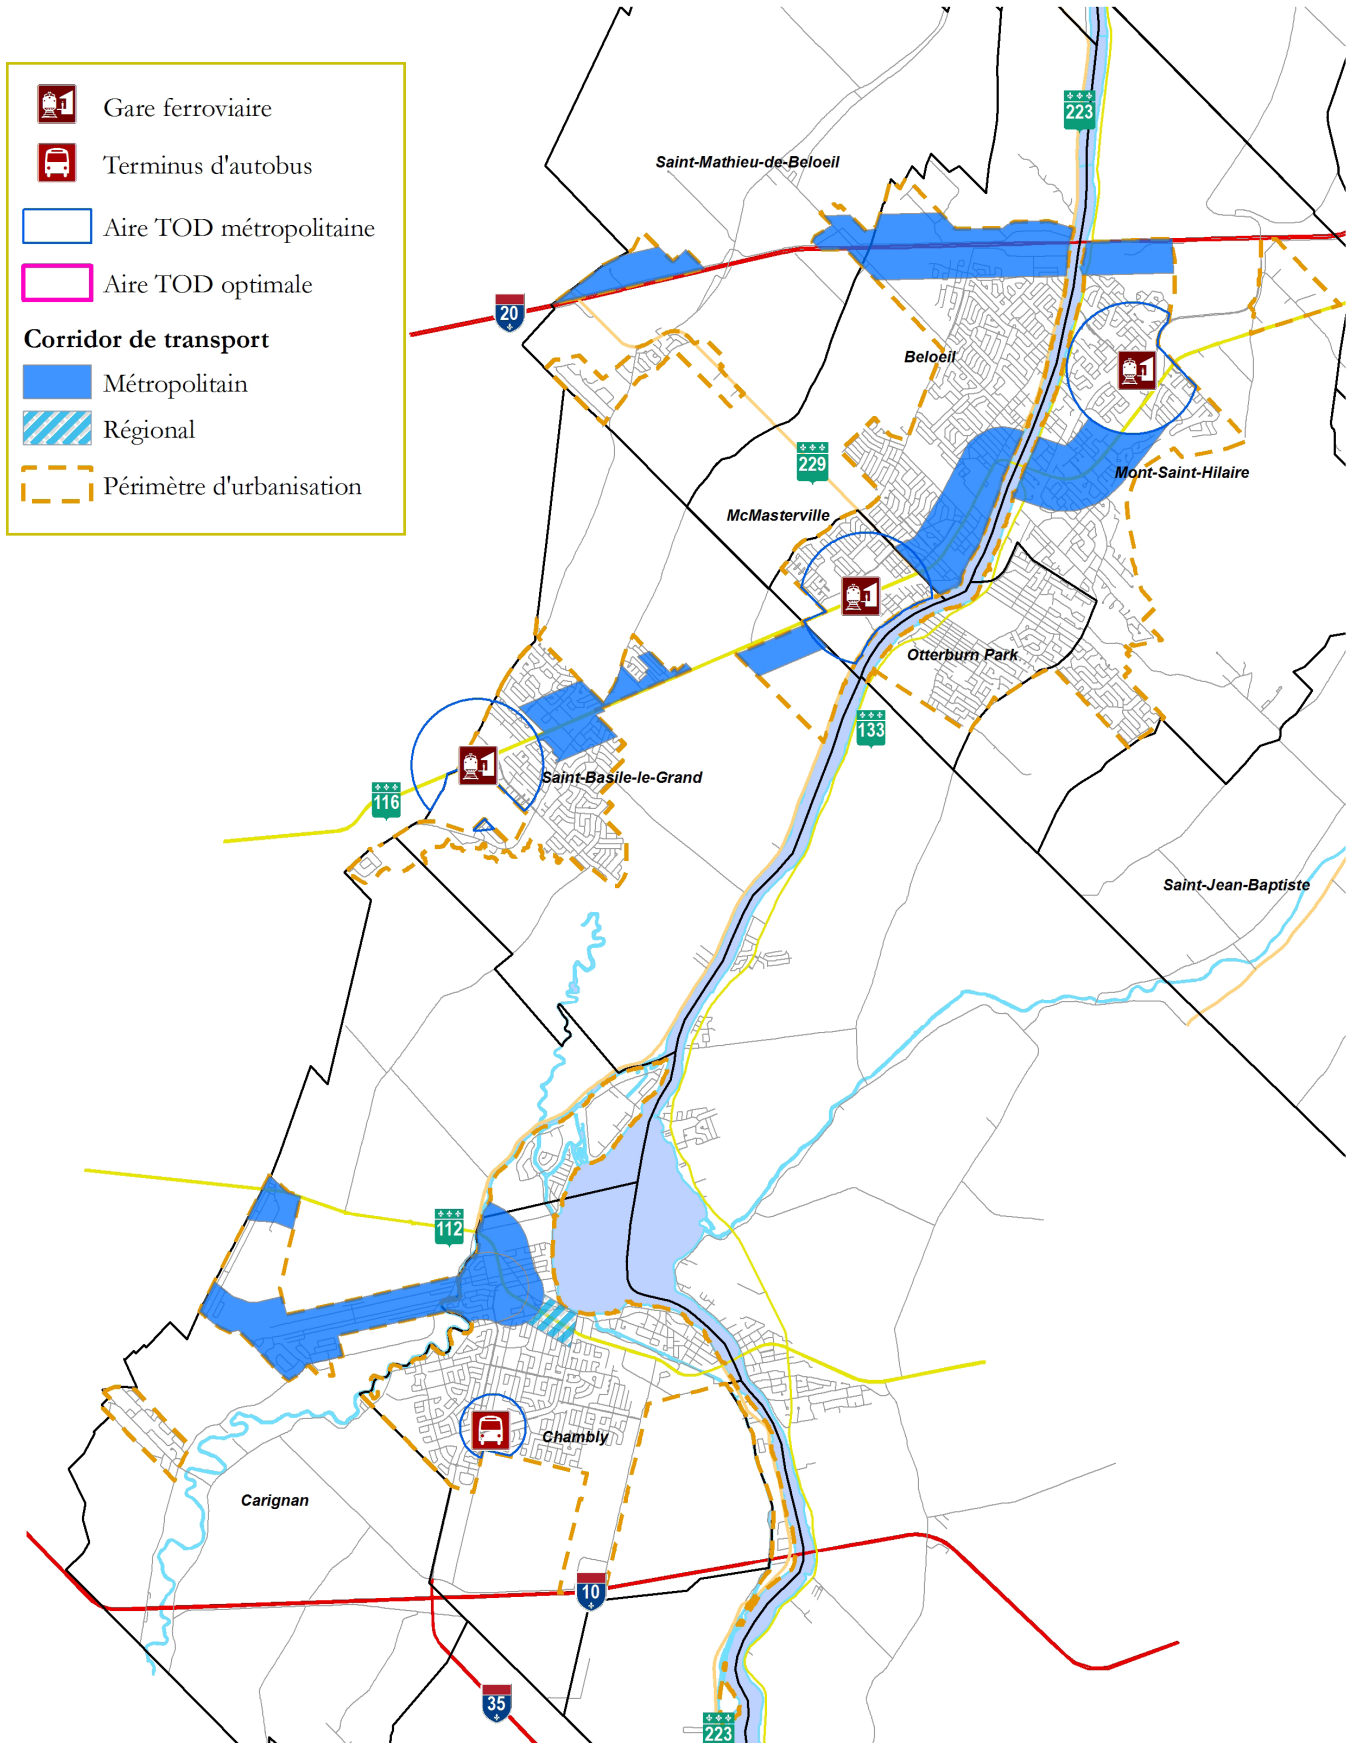 Gare ferroviaire
Terminus d'autobus
Aire TOD métropolitaine
Aire TOD optimale
Corridor de transport
Métropolitain
Régional
Périmètre d'urbanisation
223
Saint-Mathieu-de-Beloeil
20
Beloeil
229
Mont-Saint-Hilaire
McMasterville
Otterburn Park
133
Saint-Basile-le-Grand
116
Saint-Jean-Baptiste
112
Chambly
Carignan
10
35
223